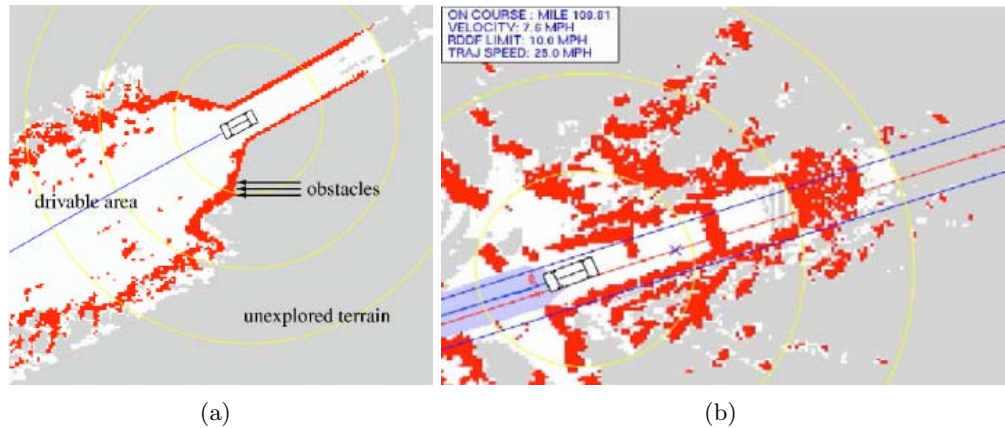 obstacles
drivable area
unexplored terrain
(a)
ON COURSE : MILE 108.81
VELOCITY: 7.6 MPH
RDDF LIMIT: 10.0 MPH
TRAJ SPEED: 25.0 MPH
(b)